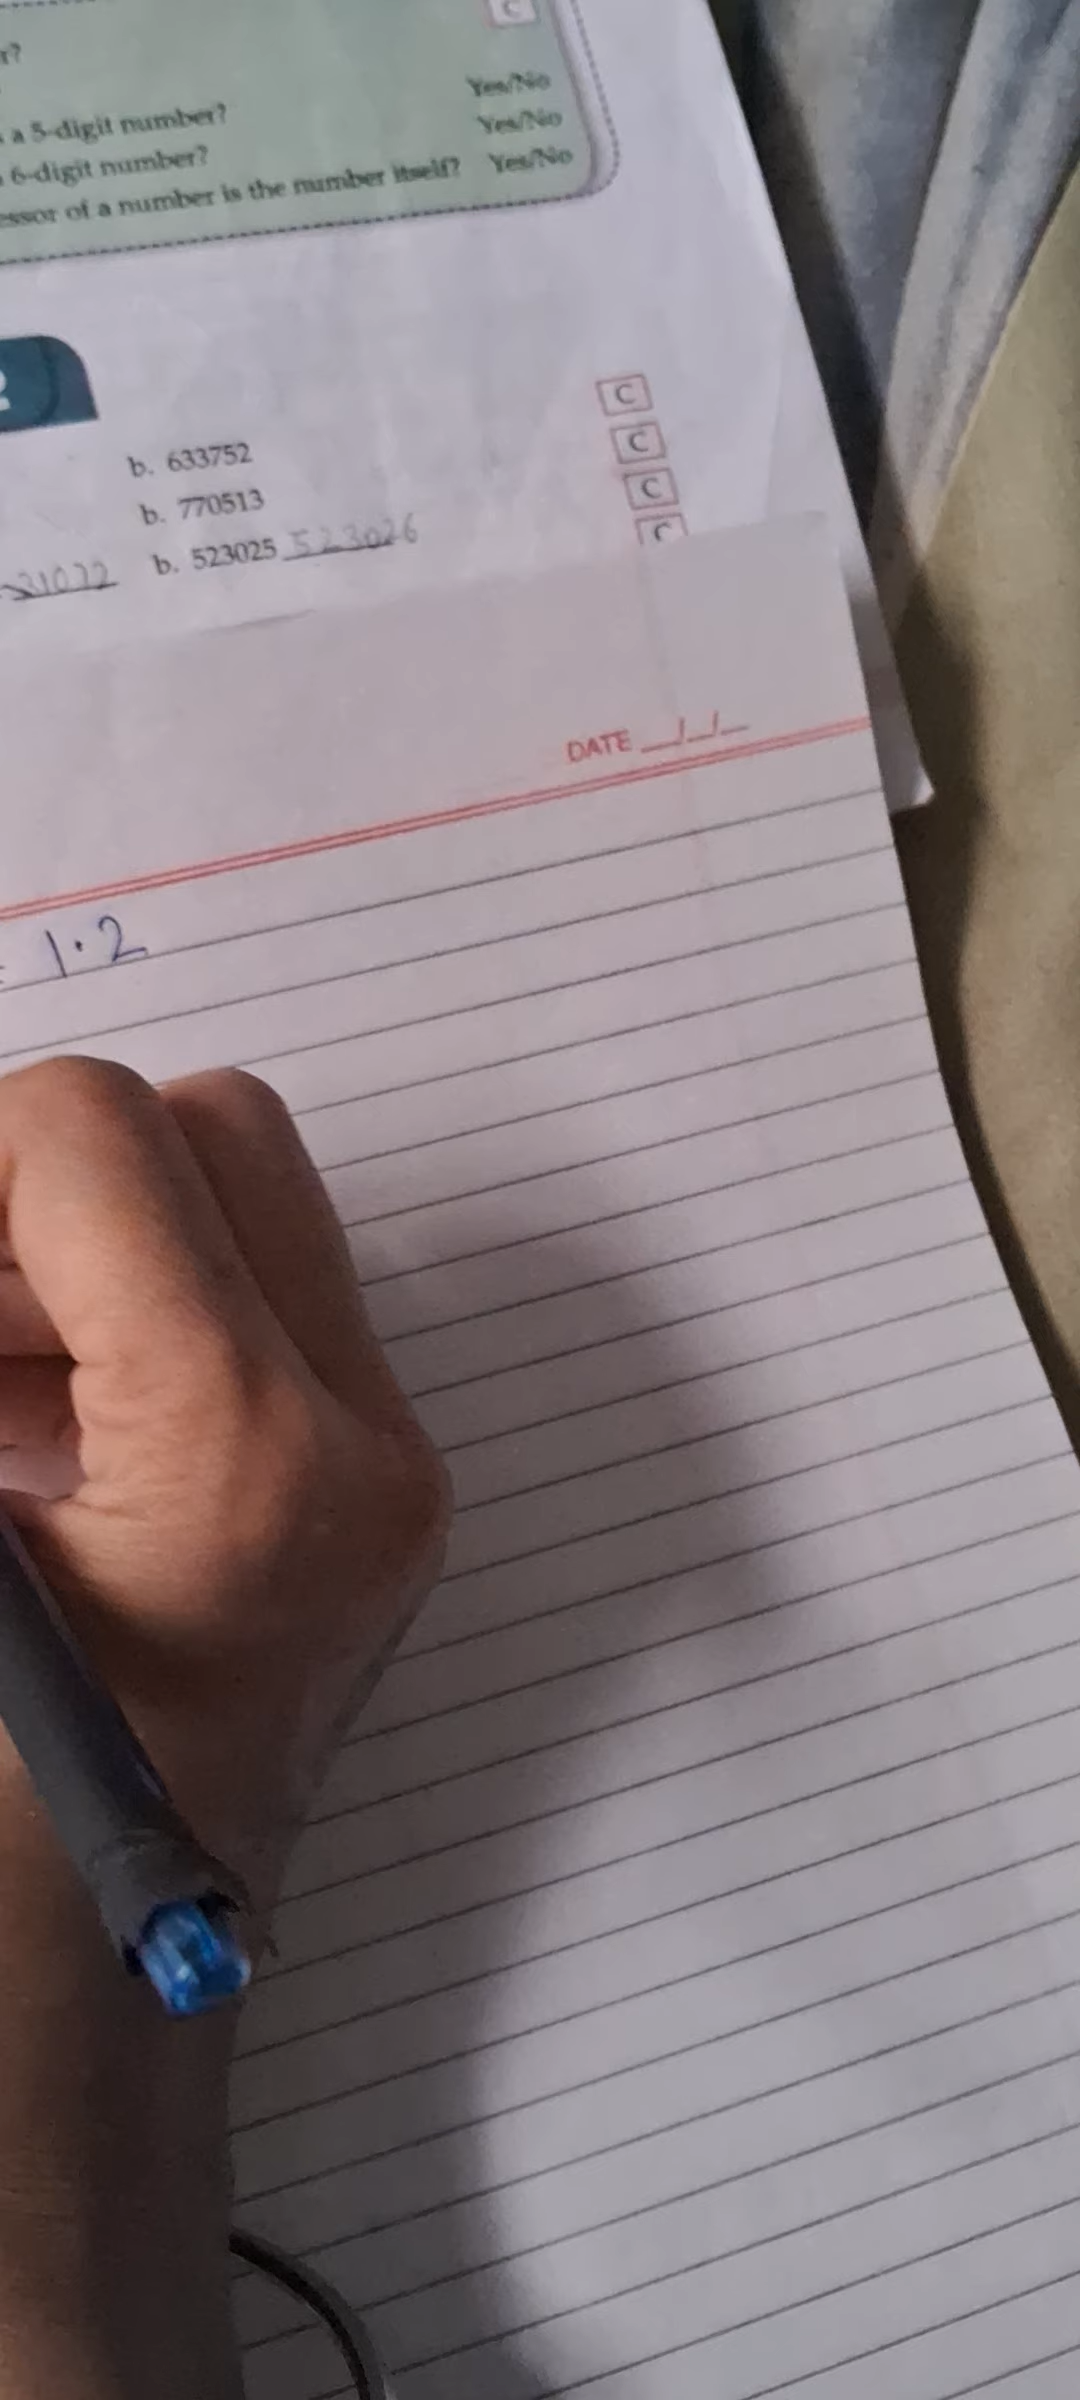 C
r?
Yes/No
a 5-digit number?
Yes/No
6-digit number?
Yes/No
essor of a number is the number itself?
2
C
b. 633752
C
b. 770513
C
31022 b. 523025 523026
C
DATE _/_/_
= 1.2